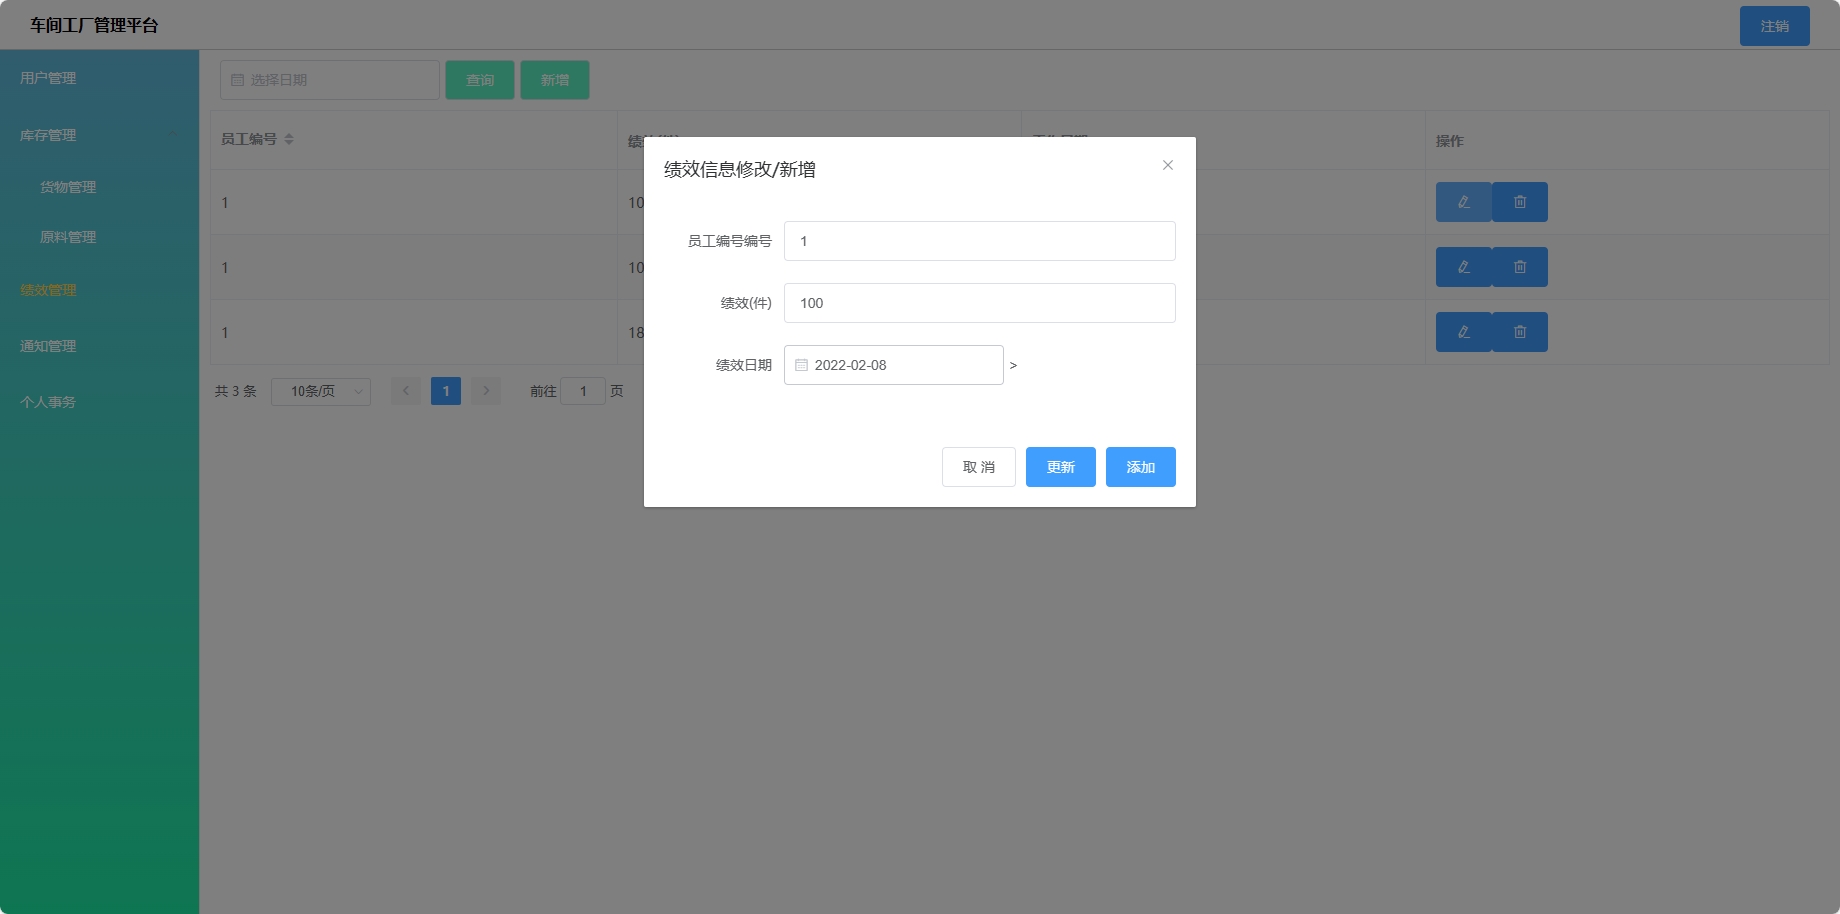 车间工厂管理平台
注销
用户管理
库存管理
货物管理
原料管理
绩效管理
通知管理
个人事务
选择日期
查询
新增
员工编号
操作
1
10
1
10
1
18
共 3 条
10条/页
1
前往
1
页
绩效信息修改/新增
员工编号编号
1
绩效(件)
100
绩效日期
2022-02-08
>
取 消
更新
添加